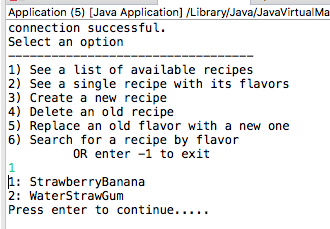 Application (5) [Java Application] /Library/Java/JavaVirtualMa
connection successful.
Select an option
----------------------------------
1) See a list of available recipes
2) See a single recipe with its flavors
3) Create a new recipe
4) Delete an old recipe
5) Replace an old flavor with a new one
6) Search for a recipe by flavor
OR enter -1 to exit
1
1: StrawberryBanana
2: WaterStrawGum
Press enter to continue.....